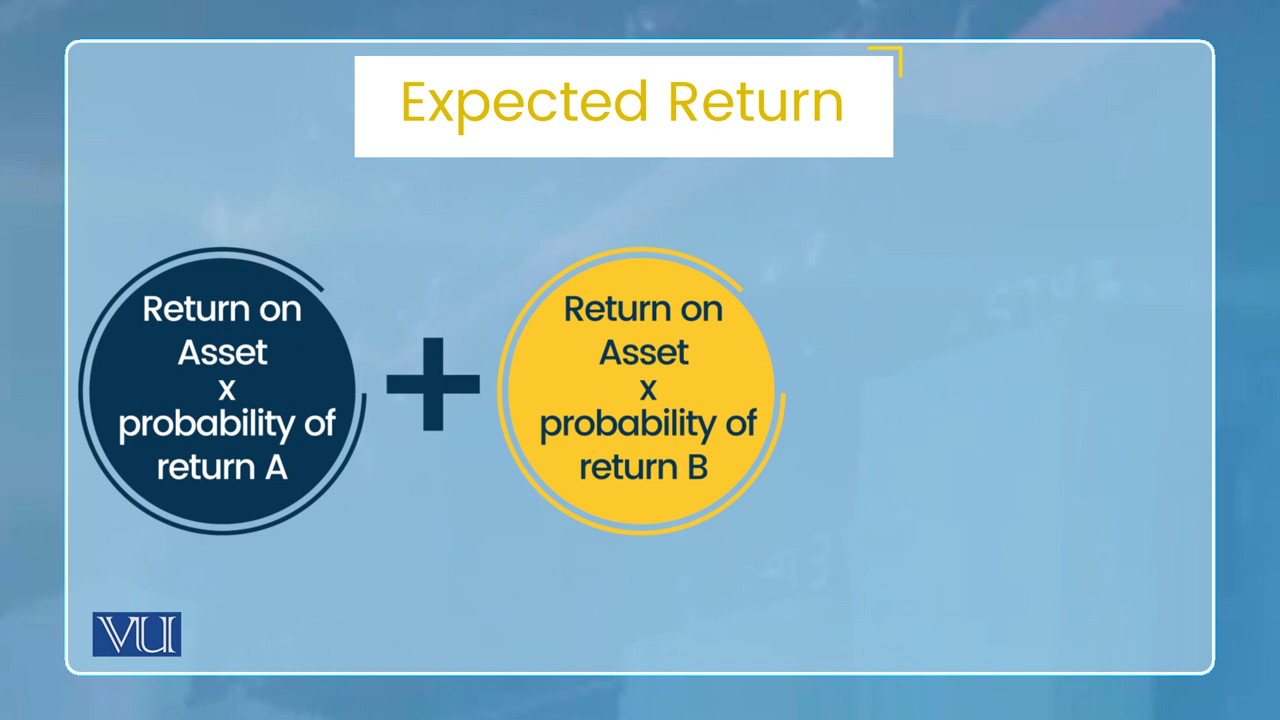 Expected Return
Return on
Asset
x
probability of
return A
+
Return on
Asset
x
probability of
return B
VU